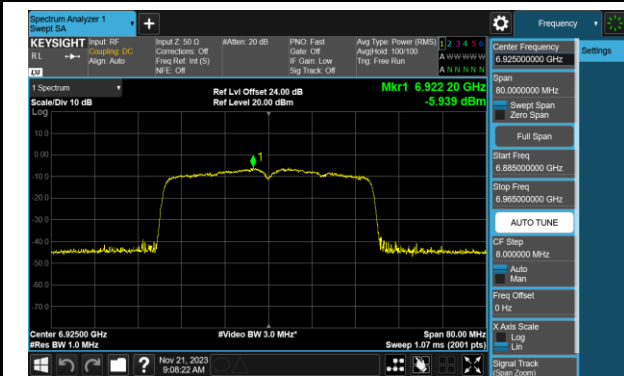 Spectrum Analyzer 1
Swept SA
+
Frequency
KEYSIGHT
Input: RF
Input Z: 50 Ω
#Atten: 20 dB
PNO: Fast
Avg Type: Power (RMS)
1 2 3 4 5 6
RL
Coupling: DC
Corrections: Off
Gate: Off
Avg|Hold: 100/100
A W W W W W
Align: Auto
Freq Ref: Int (S)
IF Gain: Low
Trig: Free Run
NFE: Off
Sig Track: Off
A N N N N N
LXI
1 Spectrum
Ref Lvl Offset 24.00 dB
Mkr1 6.922 20 GHz
Scale/Div 10 dB
Ref Level 20.00 dBm
-5.939 dBm
Log
10.0
0.00
-10.0
-20.0
-30.0
-40.0
-50.0
-60.0
-70.0
1
Center 6.92500 GHz
#Video BW 3.0 MHz*
Span 80.00 MHz
#Res BW 1.0 MHz
Sweep 1.07 ms (2001 pts)
?
Nov 21, 2023
9:08:22 AM
Center Frequency
6.925000000 GHz
Settings
Span
80.0000000 MHz
Swept Span
Zero Span
Full Span
Start Freq
6.885000000 GHz
Stop Freq
6.965000000 GHz
AUTO TUNE
CF Step
8.000000 MHz
Auto
Man
Freq Offset
0 Hz
X Axis Scale
Log
Lin
Signal Track
(Span Zoom)